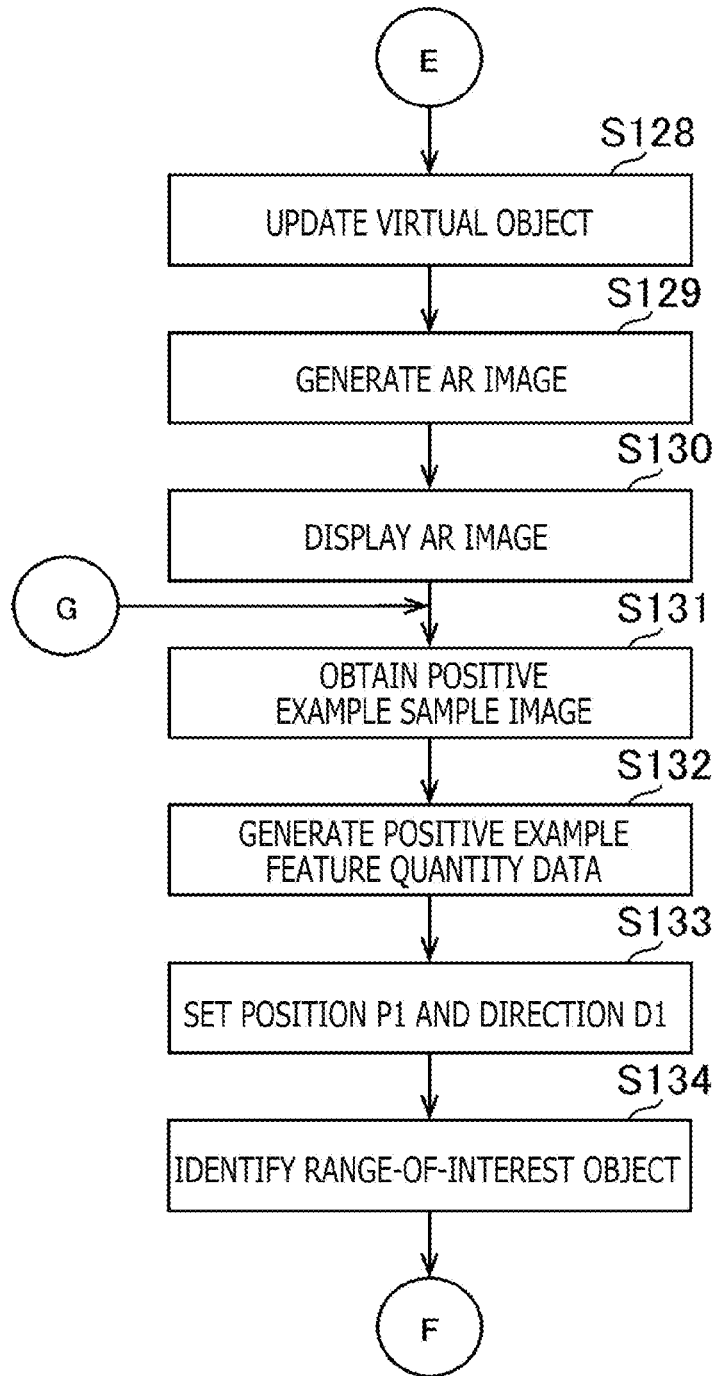 E
S128
UPDATE VIRTUAL OBJECT
S129
GENERATE AR IMAGE
S130
DISPLAY AR IMAGE
G
S131
OBTAIN POSITIVE
EXAMPLE SAMPLE IMAGE
S132
GENERATE POSITIVE EXAMPLE
FEATURE QUANTITY DATA
S133
SET POSITION P1 AND DIRECTION D1
S134
IDENTIFY RANGE-OF-INTEREST OBJECT
F